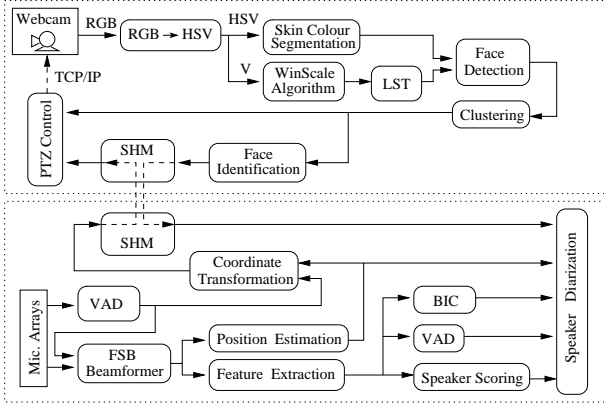 Webcam
RGB
RGB → HSV
HSV
Skin Colour
Segmentation
V
WinScale
Algorithm
LST
Face
Detection
TCP/IP
PTZ Control
Clustering
SHM
Face
Identification
SHM
Coordinate
Transformation
Mic. Arrays
VAD
FSB
Beamformer
Position Estimation
Feature Extraction
BIC
VAD
Speaker Scoring
Speaker Diarization